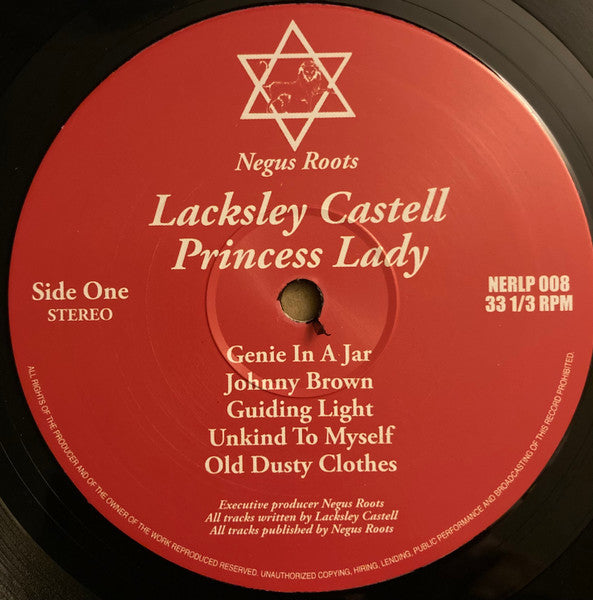 Negus Roots
Lacksley Castell
Princess Lady
Side One
STEREO
NERLP 008
33 1/3 RPM
Genie In A Jar
Johnny Brown
Guiding Light
Unkind To Myself
Old Dusty Clothes
Executive producer Negus Roots
All tracks written by Lacksley Castell
All tracks published by Negus Roots
ALL RIGHTS OF THE PRODUCER AND OF THE OWNER OF THE WORK REPRODUCED RESERVED. UNAUTHORIZED COPYING, HIRING, LENDING, PUBLIC PERFORMANCE AND BROADCASTING OF THIS RECORD PROHIBITED.